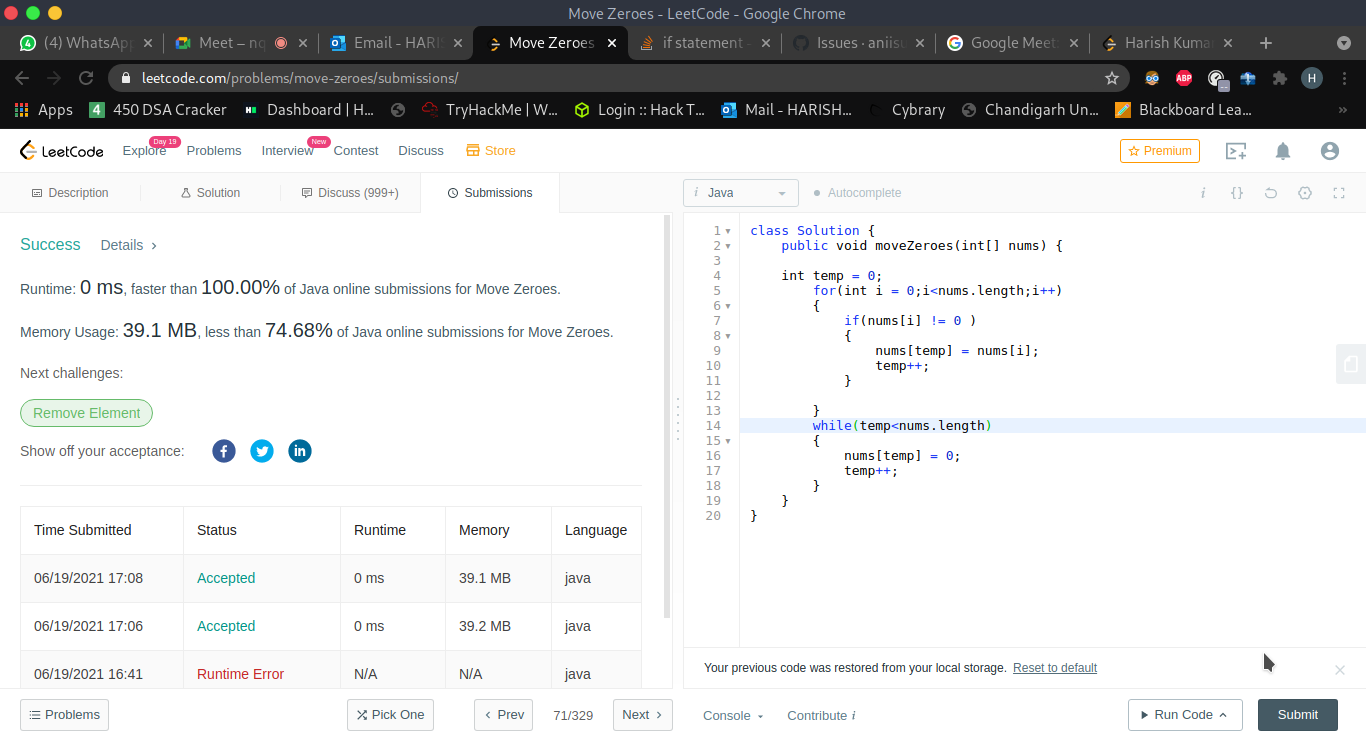 Move Zeroes - LeetCode - Google Chrome
(4) WhatsApp
Meet – nq
Email - HARIS
Move Zeroes
if statement -
Issues · aniisu
Google Meet
Harish Kumar
leetcode.com/problems/move-zeroes/submissions/
ABP
H
Apps
4 450 DSA Cracker
Dashboard | H...
TryHackMe | W...
Login :: Hack T...
Mail - HARISH...
Cybrary
Chandigarh Un...
Blackboard Lea...
»
LeetCode
Explore
Day 19
Problems
Interview
New
Contest
Discuss
Store
Premium
Description
Solution
Discuss (999+)
Submissions
i Java
Autocomplete
i {}
Success
Details
Runtime: 0 ms, faster than 100.00% of Java online submissions for Move Zeroes.
Memory Usage: 39.1 MB, less than 74.68% of Java online submissions for Move Zeroes.
Next challenges:
Remove Element
Show off your acceptance:
Time Submitted Status Runtime Memory Language
06/19/2021 17:08 Accepted 0 ms 39.1 MB java
06/19/2021 17:06 Accepted 0 ms 39.2 MB java
06/19/2021 16:41 Runtime Error N/A N/A java
1 class Solution {
2     public void moveZeroes(int[] nums) {
3
4     int temp = 0;
5         for(int i = 0;i<nums.length;i++)
6         {
7             if(nums[i] != 0 )
8             {
9                 nums[temp] = nums[i];
10                 temp++;
11             }
12
13         }
14         while(temp<nums.length)
15         {
16             nums[temp] = 0;
17             temp++;
18         }
19     }
20 }
Your previous code was restored from your local storage. Reset to default
Problems
Pick One
Prev
71/329
Next
Console
Contribute i
Run Code
Submit